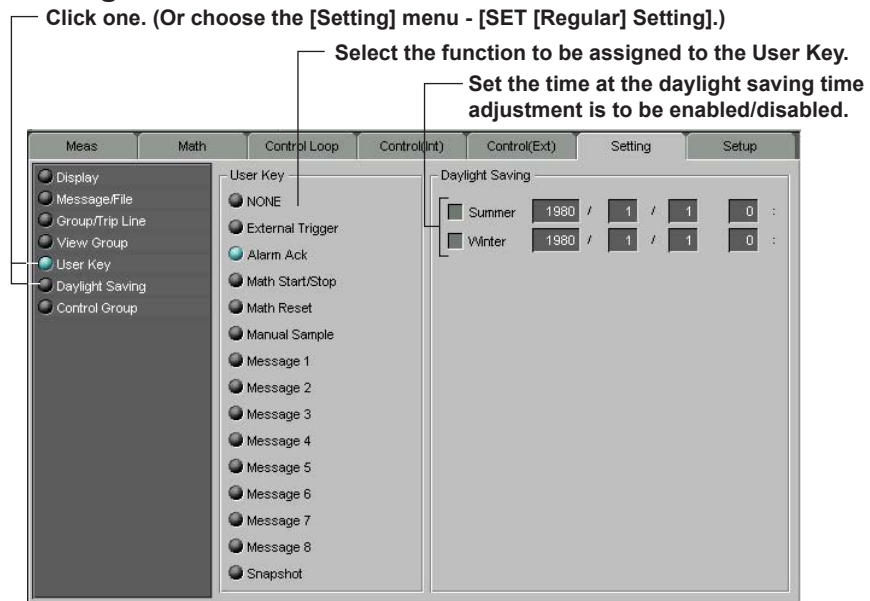 Click one. (Or choose the [Setting] menu - [SET [Regular] Setting].)
Select the function to be assigned to the User Key.
Set the time at the daylight saving time
adjustment is to be enabled/disabled.
Meas Math Control Loop Control(Int) Control(Ext) Setting Setup
Display
Message/File
Group/Trip Line
View Group
User Key
Daylight Saving
Control Group
User Key
NONE
External Trigger
Alarm Ack
Math Start/Stop
Math Reset
Manual Sample
Message 1
Message 2
Message 3
Message 4
Message 5
Message 6
Message 7
Message 8
Snapshot
Daylight Saving
Summer 1980 / 1 / 1 0 :
Winter 1980 / 1 / 1 0 :